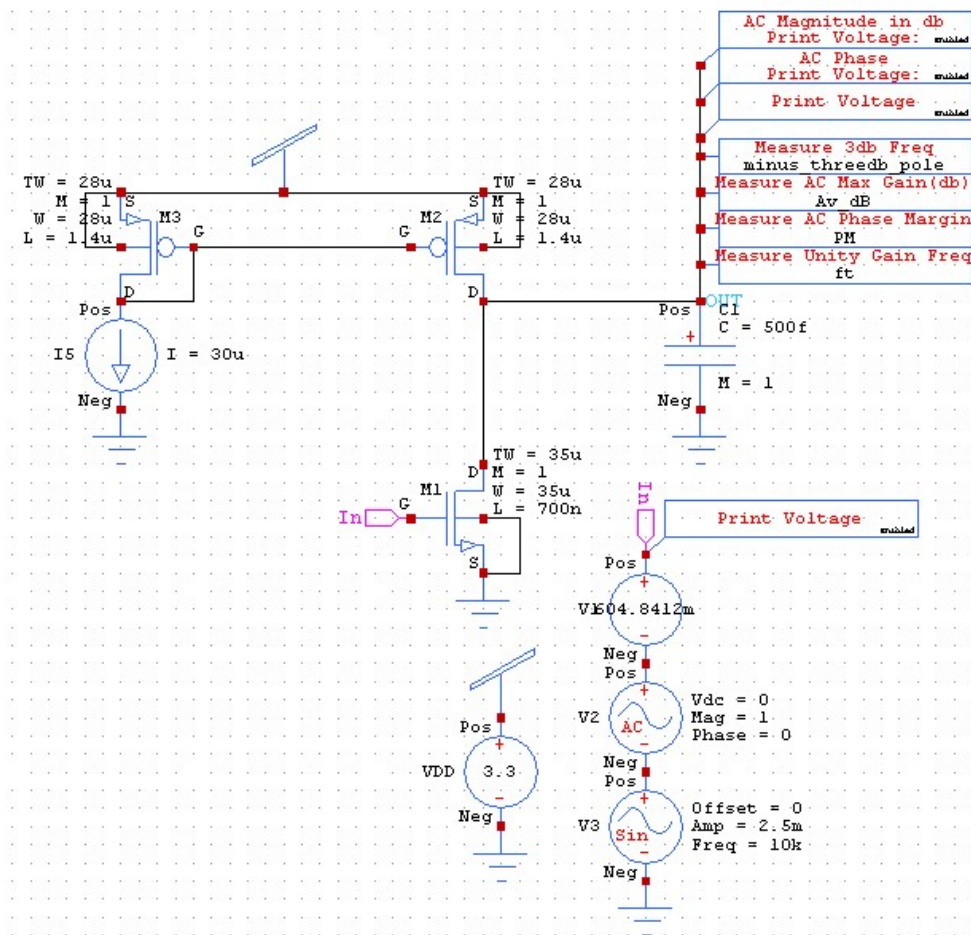 AC Magnitude in db
Print Voltage: enabled
AC Phase
Print Voltage: enabled
Print Voltage
enabled
Measure 3db Freq
minus_threedb_pole
Measure AC Max Gain(db)
Av_dB
Measure AC Phase Margin
PM
Measure Unity Gain Freq
ft
TW = 28u
M = 1
W = 28u
L = 1.4u
S
M3
G
D
TW = 28u
M = 1
W = 28u
L = 1.4u
S
M2
G
D
Pos
I5
I = 30u
Neg
OUT
Pos
C1
C = 500f
+
M = 1
Neg
TW = 35u
M = 1
W = 35u
L = 700n
D
M1
G
In
S
In
Print Voltage
enabled
Pos
+
V1
604.8412m
-
Neg
Pos
+
V2
AC
Vdc = 0
Mag = 1
Phase = 0
-
Neg
Pos
+
V3
Sin
Offset = 0
Amp = 2.5m
Freq = 10k
-
Neg
Pos
+
VDD
3.3
-
Neg